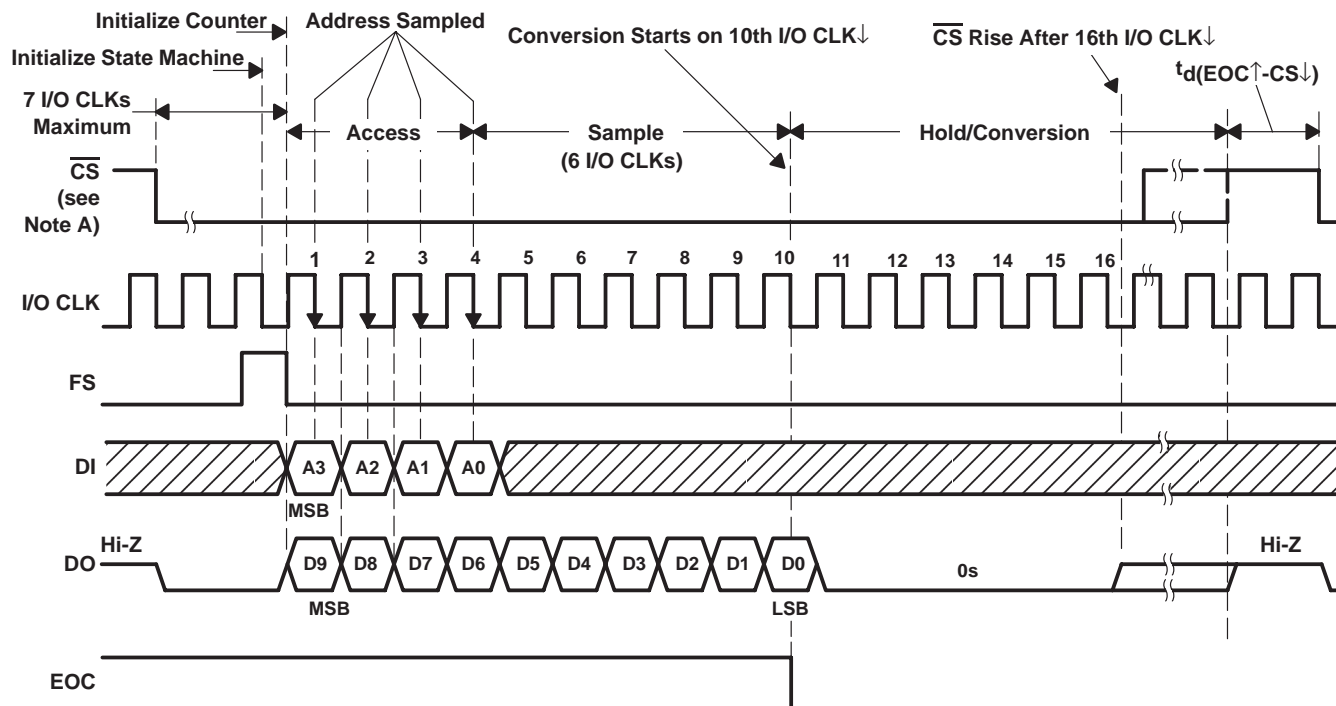 Initialize Counter
Address Sampled
Conversion Starts on 10th I/O CLK↓
CS Rise After 16th I/O CLK↓
Initialize State Machine
td(EOC↑-CS↓)
7 I/O CLKs
Maximum
Access
Sample
(6 I/O CLKs)
Hold/Conversion
CS
(see
Note A)
1 2 3 4 5 6 7 8 9 10 11 12 13 14 15 16
I/O CLK
FS
DI
A3 A2 A1 A0
MSB
Hi-Z
DO
D9 D8 D7 D6 D5 D4 D3 D2 D1 D0
0s
Hi-Z
MSB
LSB
EOC